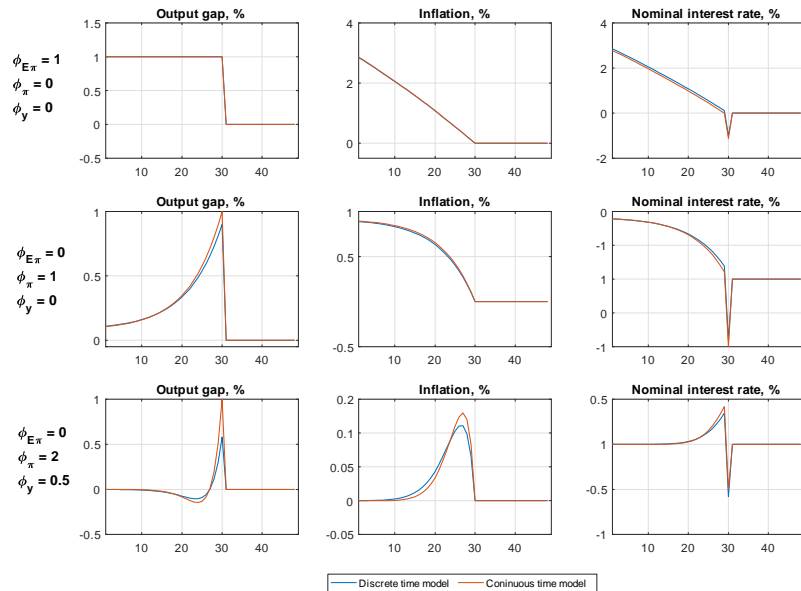 Output gap, %
1.5
1
0.5
0
-0.5
10 20 30 40
Inflation, %
4
2
0
10 20 30 40
Nominal interest rate, %
4
2
0
-2
10 20 30 40
ϕEπ = 1
ϕπ = 0
ϕy = 0
Output gap, %
1
0.5
0
10 20 30 40
Inflation, %
1
0.5
0
-0.5
10 20 30 40
Nominal interest rate, %
0
-1
1
0
-1
10 20 30 40
ϕEπ = 0
ϕπ = 1
ϕy = 0
Output gap, %
1
0.5
0
-0.5
10 20 30 40
Inflation, %
0.2
0.1
0.05
0
-0.05
10 20 30 40
Nominal interest rate, %
0.5
1
-0.5
-1
10 20 30 40
ϕEπ = 0
ϕπ = 2
ϕy = 0.5
Discrete time model
Coninuous time model